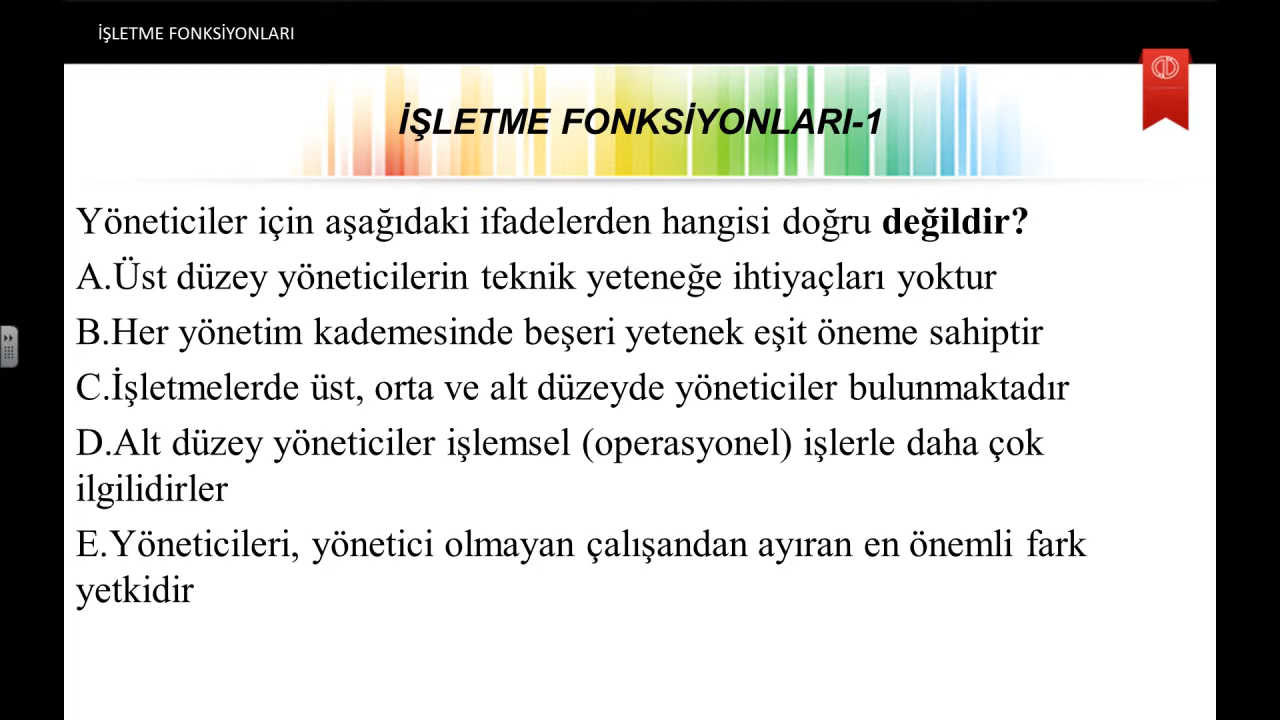 İŞLETME FONKSİYONLARI
İŞLETME FONKSİYONLARI-1
Yöneticiler için aşağıdaki ifadelerden hangisi doğru değildir?
A.Üst düzey yöneticilerin teknik yeteneğe ihtiyaçları yoktur
B.Her yönetim kademesinde beşeri yetenek eşit öneme sahiptir
C.İşletmelerde üst, orta ve alt düzeyde yöneticiler bulunmaktadır
D.Alt düzey yöneticiler işlemsel (operasyonel) işlerle daha çok
ilgilidirler
E.Yöneticileri, yönetici olmayan çalışandan ayıran en önemli fark
yetkidir